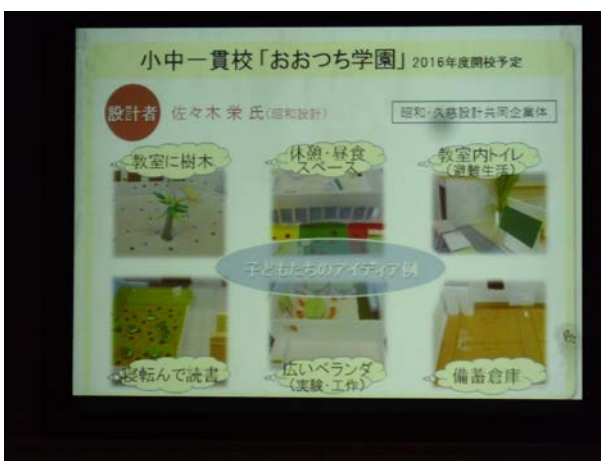 小中一貫校「おおつち学園」 2016年度開校予定
設計者 佐々木 栄 氏(昭和設計)
昭和・久慈設計共同企業体
教室に樹木
休憩・昼食
スペース
教室内トイレ
(避難生活)
子どもたちのアイディア例
寝転んで読書
広いベランダ
(実験・工作)
備蓄倉庫